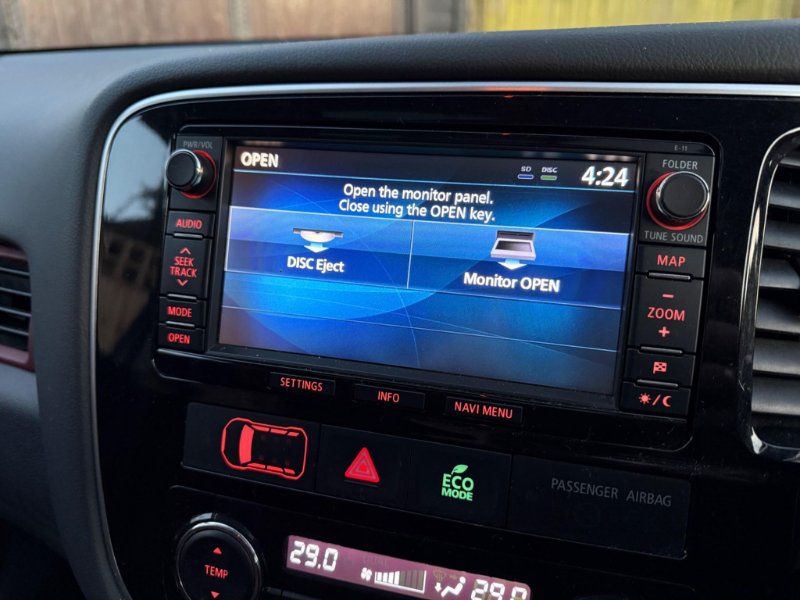 PWR/VOL
E-11
FOLDER
OPEN
SD
DISC
4:24
Open the monitor panel.
Close using the OPEN key.
DISC Eject
Monitor OPEN
AUDIO
SEEK
TRACK
MODE
OPEN
TUNE SOUND
MAP
ZOOM
SETTINGS
INFO
NAVI MENU
ECO
MODE
PASSENGER AIRBAG
TEMP
29.0
29.0